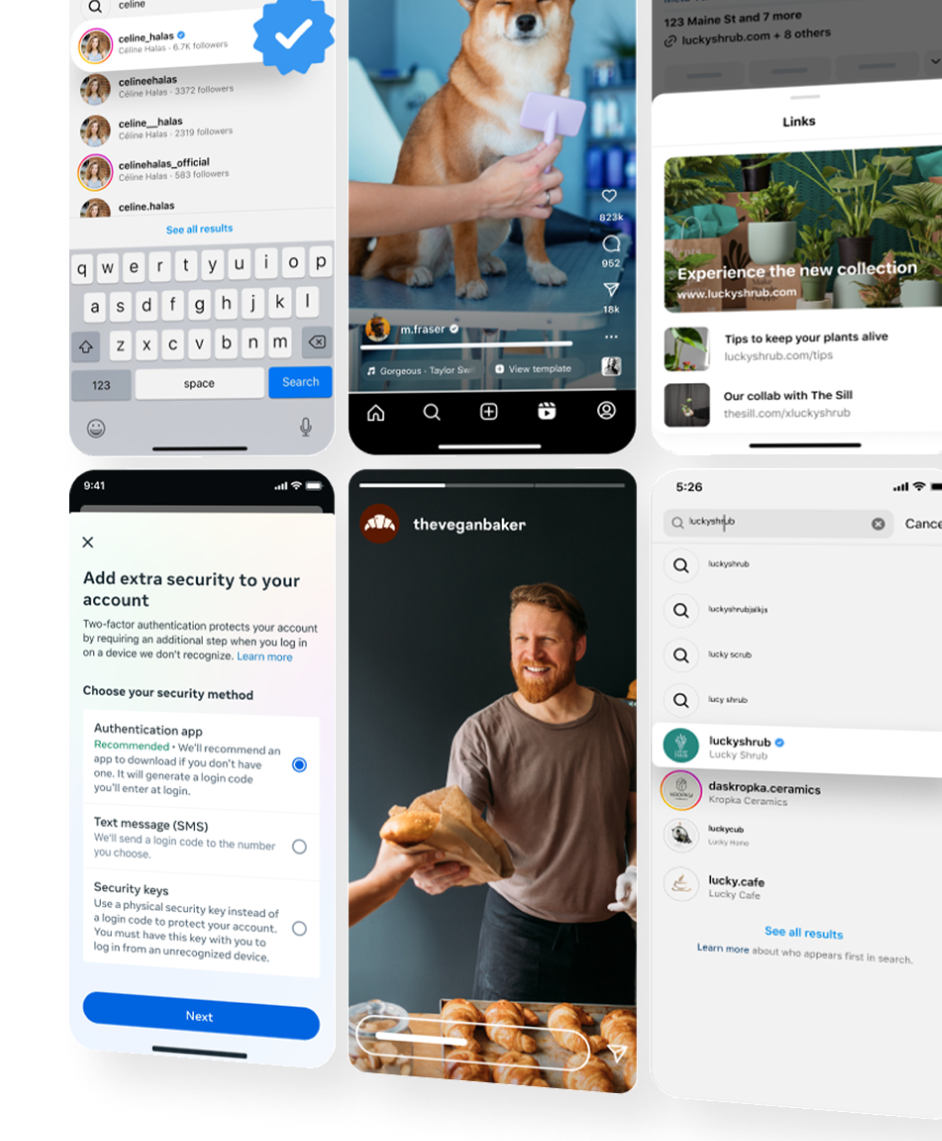 celine
celine_halas
Céline Halas · 6.7K followers
celineehalas
Céline Halas · 3372 followers
celine__halas
Céline Halas · 2319 followers
celinehalas_official
Céline Halas · 583 followers
celine.halas
See all results
q w e r t y u i o p
a s d f g h j k l
z x c v b n m
123 space Search
823k
952
18k
m.fraser
Gorgeous · Taylor Sw
View template
123 Maine St and 7 more
luckyshrub.com + 8 others
Links
Experience the new collection
www.luckyshrub.com
Tips to keep your plants alive
luckyshrub.com/tips
Our collab with The Sill
thesill.com/xluckyshrub
9:41
Add extra security to your
account
Two-factor authentication protects your account
by requiring an additional step when you log in
on a device we don't recognize. Learn more
Choose your security method
Authentication app
Recommended • We'll recommend an
app to download if you don't have
one. It will generate a login code
you'll enter at login.
Text message (SMS)
We'll send a login code to the number
you choose.
Security keys
Use a physical security key instead of
a login code to protect your account.
You must have this key with you to
log in from an unrecognized device.
Next
theveganbaker
5:26
luckyshrub
Cance
luckyshrub
luckyshrubjalkjs
lucky scrub
lucy shrub
luckyshrub
Lucky Shrub
KROPKA
daskropka.ceramics
Kropka Ceramics
luckycub
Lucky Homo
lucky.cafe
Lucky Cafe
See all results
Learn more about who appears first in search.